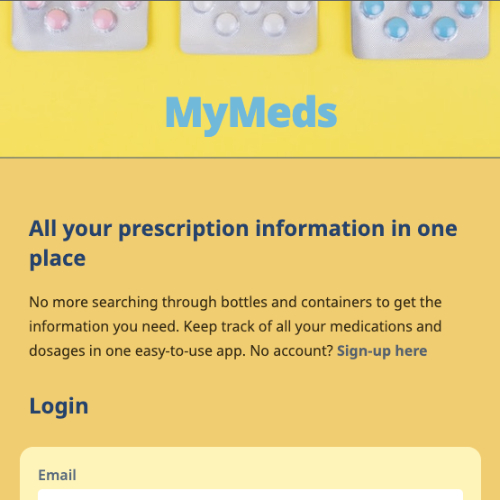 MyMeds
All your prescription information in one
place
No more searching through bottles and containers to get the
information you need. Keep track of all your medications and
dosages in one easy-to-use app. No account? Sign-up here
Login
Email